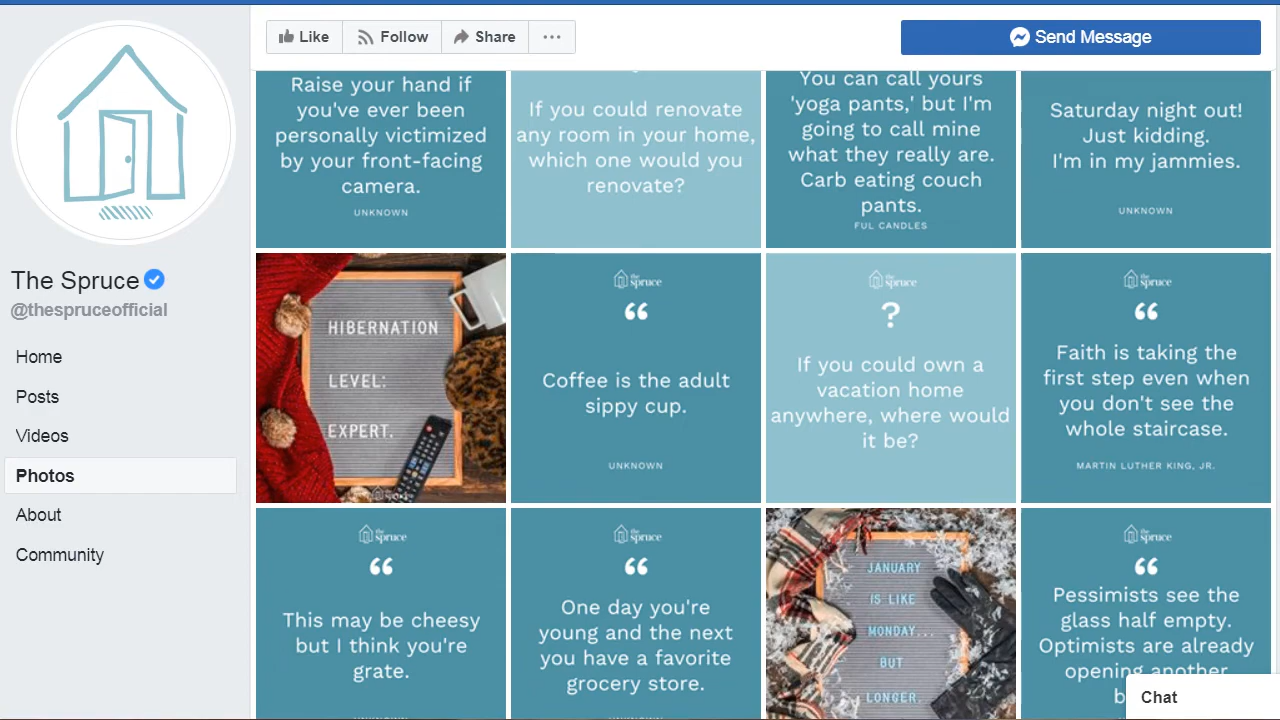 Like
Follow
Share
Send Message
The Spruce
@thespruceofficial
Home
Posts
Videos
Photos
About
Community
Raise your hand if
you've ever been
personally victimized
by your front-facing
camera.
UNKNOWN
If you could renovate
any room in your home,
which one would you
renovate?
You can call yours
'yoga pants,' but I'm
going to call mine
what they really are.
Carb eating couch
pants.
FUL CANDLES
Saturday night out!
Just kidding.
I'm in my jammies.
UNKNOWN
HIBERNATION
LEVEL:
EXPERT.
the
spruce
“
Coffee is the adult
sippy cup.
UNKNOWN
the
spruce
?
If you could own a
vacation home
anywhere, where would
it be?
the
spruce
“
Faith is taking the
first step even when
you don't see the
whole staircase.
MARTIN LUTHER KING, JR.
the
spruce
“
This may be cheesy
but I think you're
grate.
the
spruce
“
One day you're
young and the next
you have a favorite
grocery store.
JANUARY
IS LIKE
MONDAY...
BUT
LONGER.
the
spruce
“
Pessimists see the
glass half empty.
Optimists are already
opening another
Chat